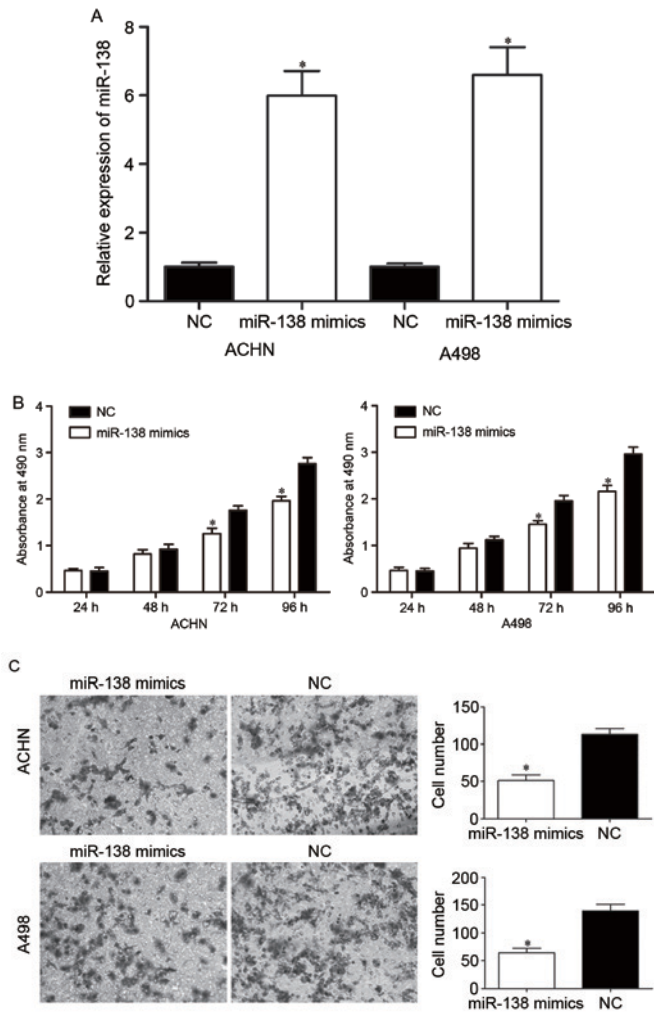 A
Relative expression of miR-138
8
6
4
2
0
*
*
NC miR-138 mimics NC miR-138 mimics
ACHN A498
B
Absorbance at 490 nm
4
3
2
1
0
NC
miR-138 mimics
*
*
24 h 48 h 72 h 96 h
ACHN
Absorbance at 490 nm
4
3
2
1
0
NC
miR-138 mimics
*
*
24 h 48 h 72 h 96 h
A498
C
miR-138 mimics NC
ACHN
Cell number
150
100
50
0
*
miR-138 mimics NC
miR-138 mimics NC
A498
Cell number
200
150
100
50
0
*
miR-138 mimics NC